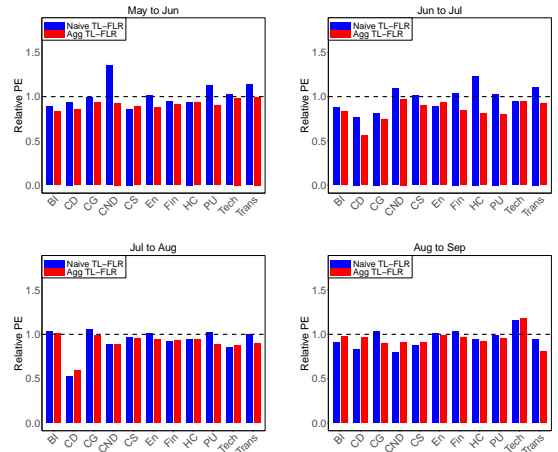 May to Jun
Naive TL−FLR
Agg TL−FLR
Relative PE
1.5
1.0
0.5
0.0
BI CD CG CND CS En Fin HC PU Tech Trans
Jun to Jul
Naive TL−FLR
Agg TL−FLR
Relative PE
1.5
1.0
0.5
0.0
BI CD CG CND CS En Fin HC PU Tech Trans
Jul to Aug
Naive TL−FLR
Agg TL−FLR
Relative PE
1.5
1.0
0.5
0.0
BI CD CG CND CS En Fin HC PU Tech Trans
Aug to Sep
Naive TL−FLR
Agg TL−FLR
Relative PE
1.5
1.0
0.5
0.0
BI CD CG CND CS En Fin HC PU Tech Trans